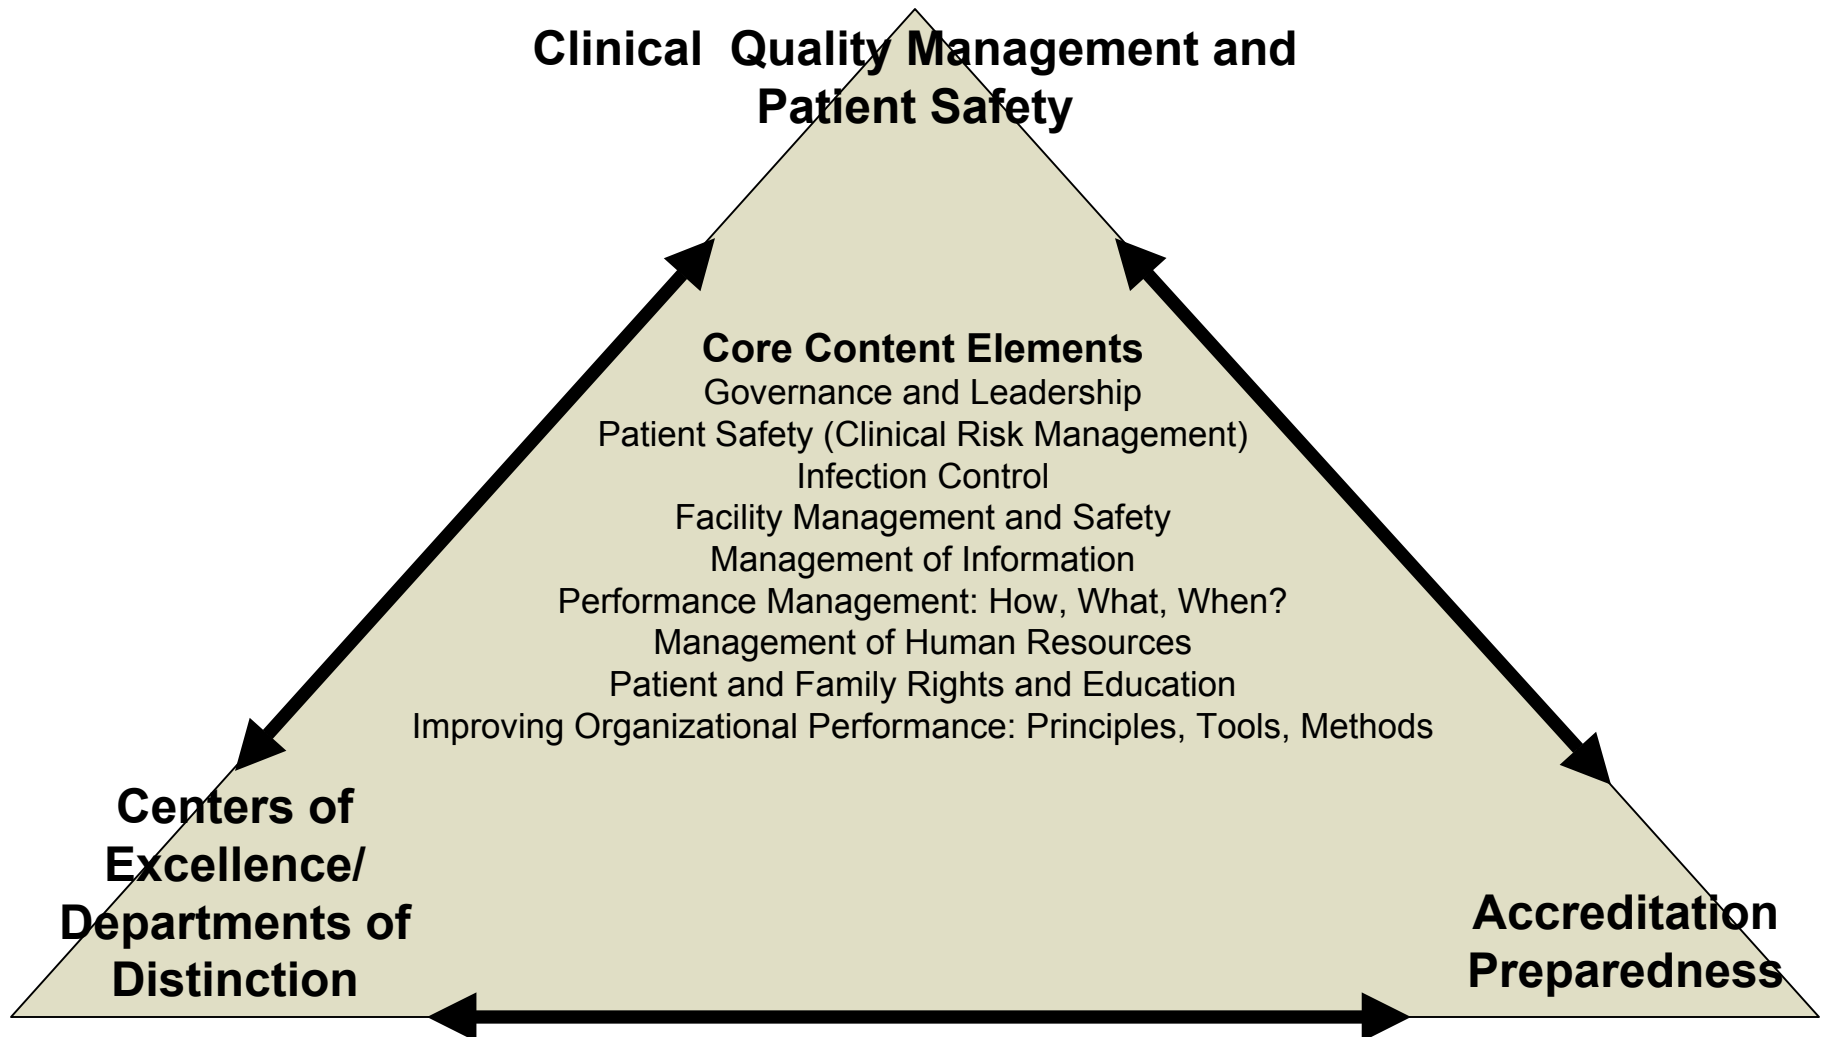 Clinical Quality Management and
Patient Safety
Core Content Elements
Governance and Leadership
Patient Safety (Clinical Risk Management)
Infection Control
Facility Management and Safety
Management of Information
Performance Management: How, What, When?
Management of Human Resources
Patient and Family Rights and Education
Improving Organizational Performance: Principles, Tools, Methods
Centers of
Excellence/
Departments of
Distinction
Accreditation
Preparedness